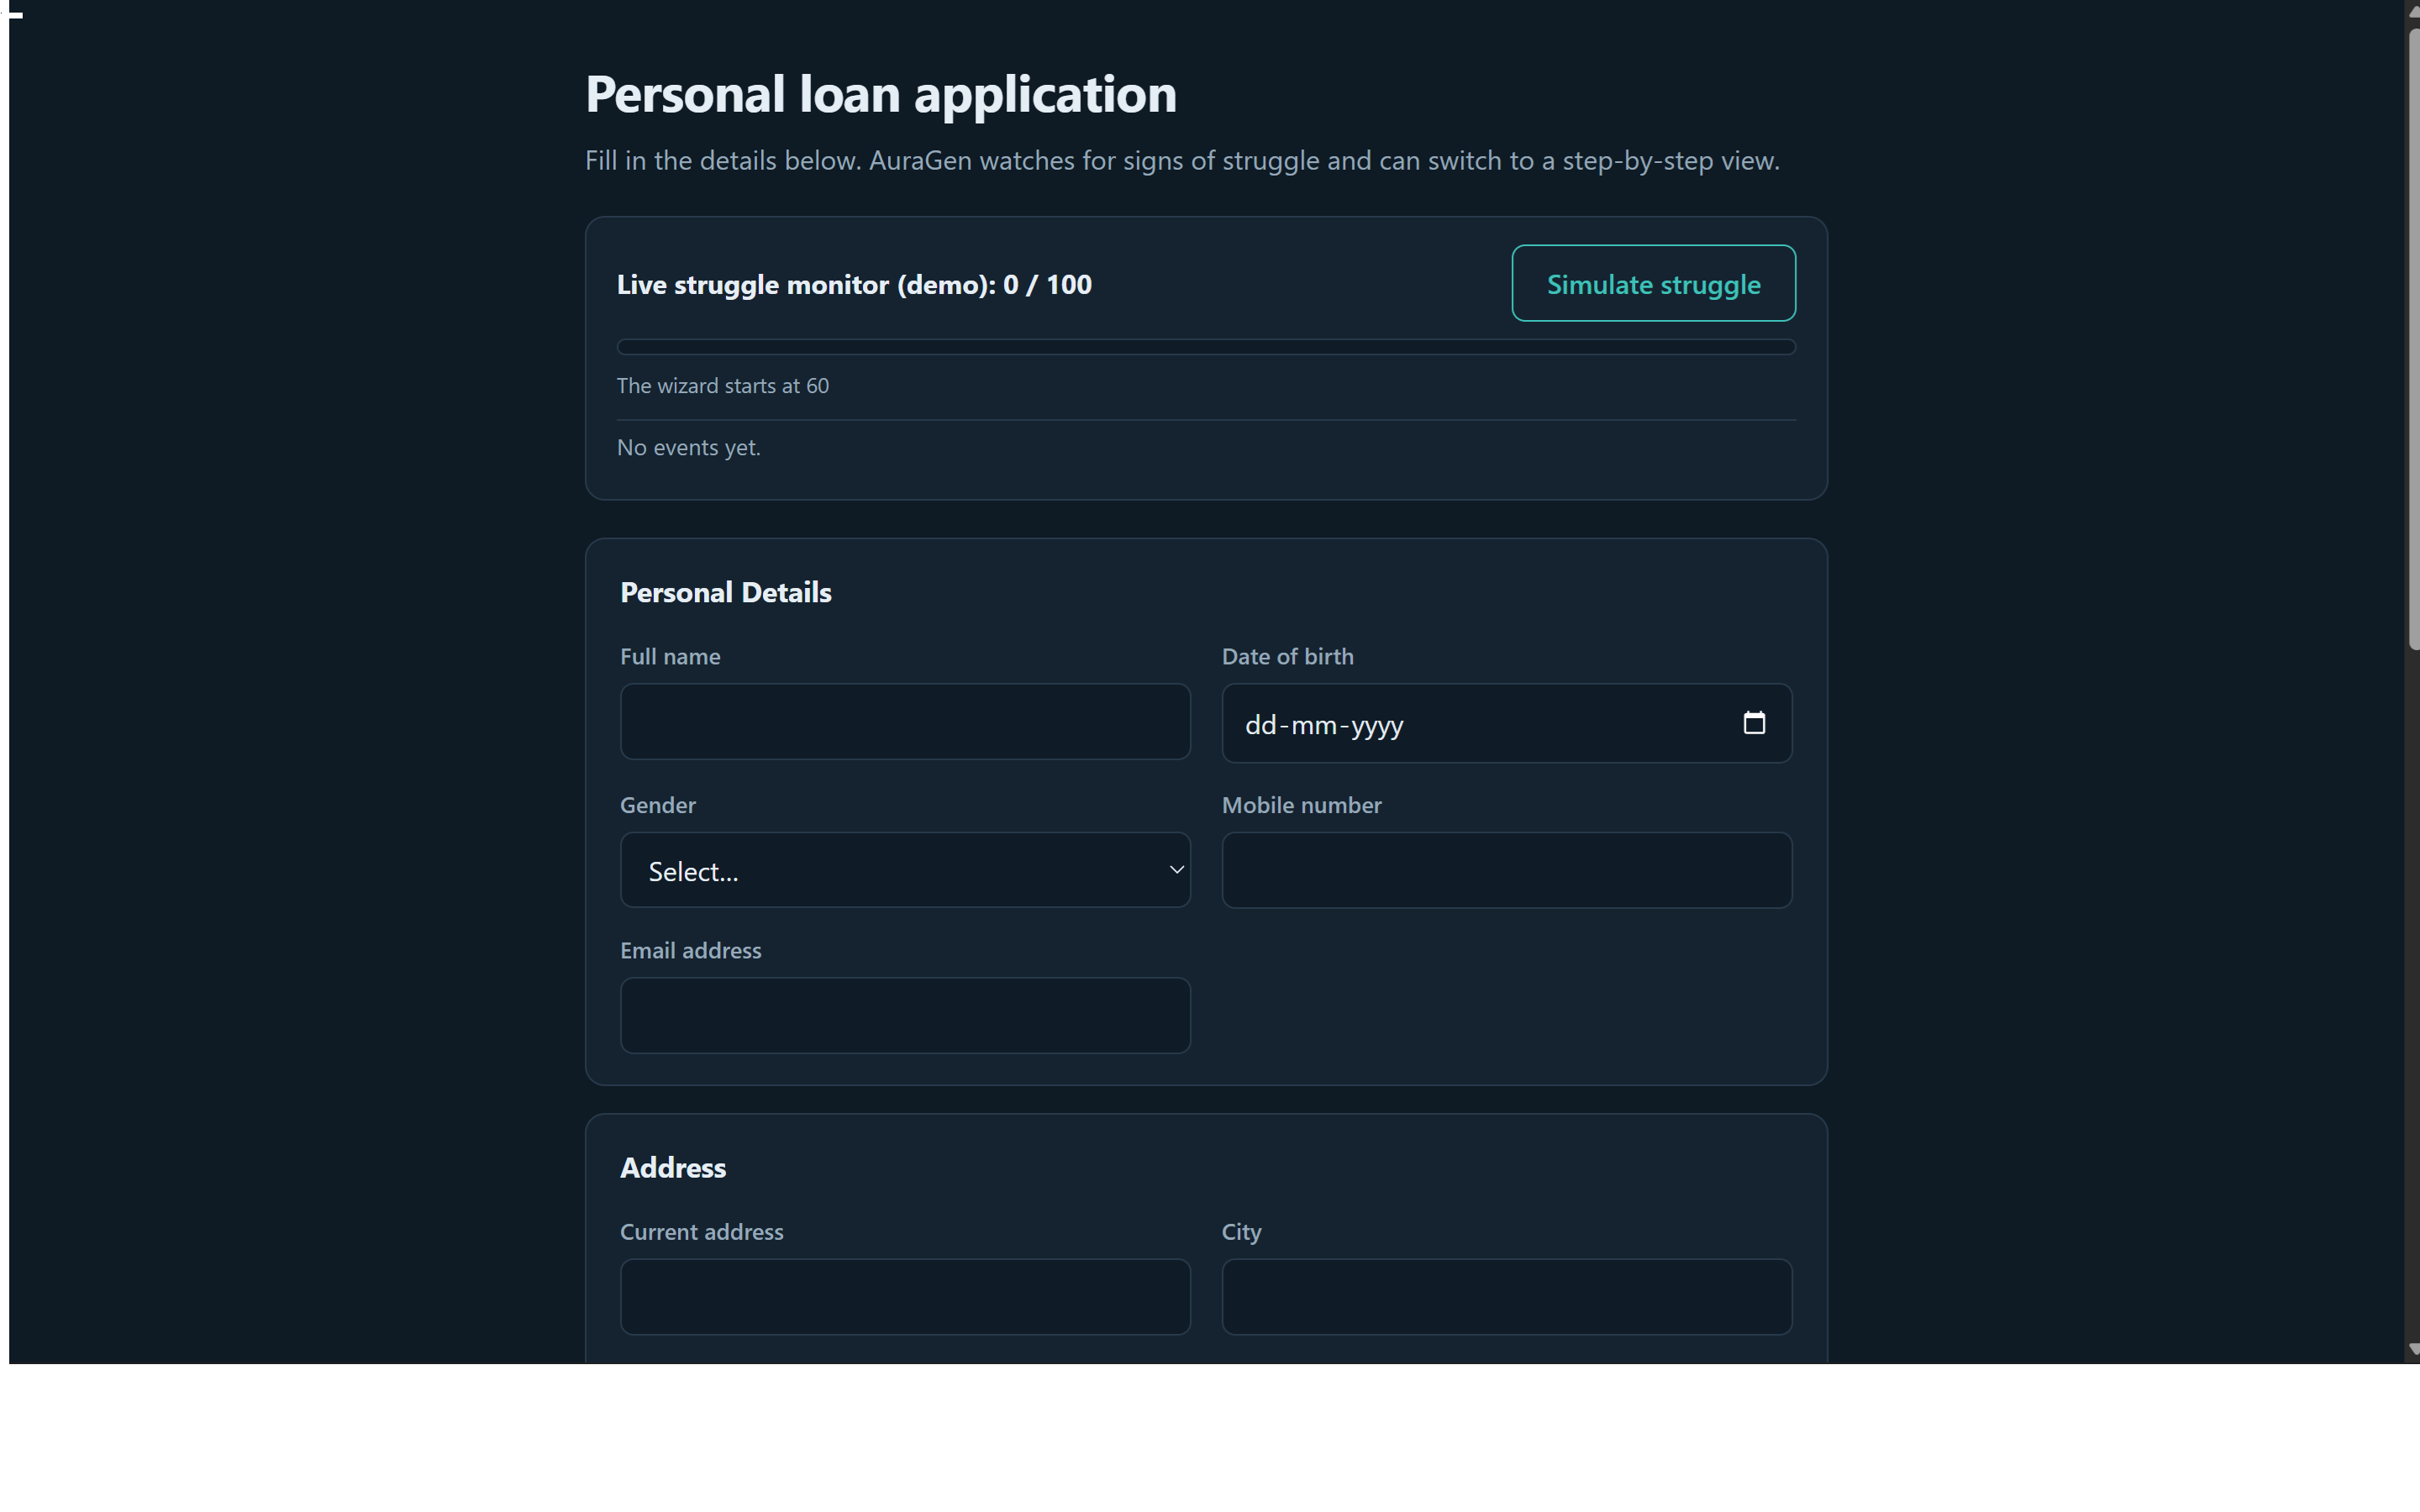 Personal loan application
Fill in the details below. AuraGen watches for signs of struggle and can switch to a step-by-step view.
Live struggle monitor (demo): 0 / 100
Simulate struggle
The wizard starts at 60
No events yet.
Personal Details
Full name
Date of birth
dd-mm-yyyy
Gender
Mobile number
Select...
Email address
Address
Current address
City